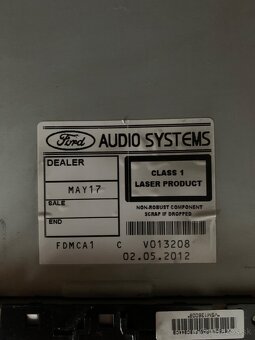 Ford AUDIO SYSTEMS
DEALER
MAY17
SALE
END
CLASS 1
LASER PRODUCT
NON-ROBUST COMPONENT
SCRAP IF DROPPED
FDMCA1 C V013208
02.05.2012